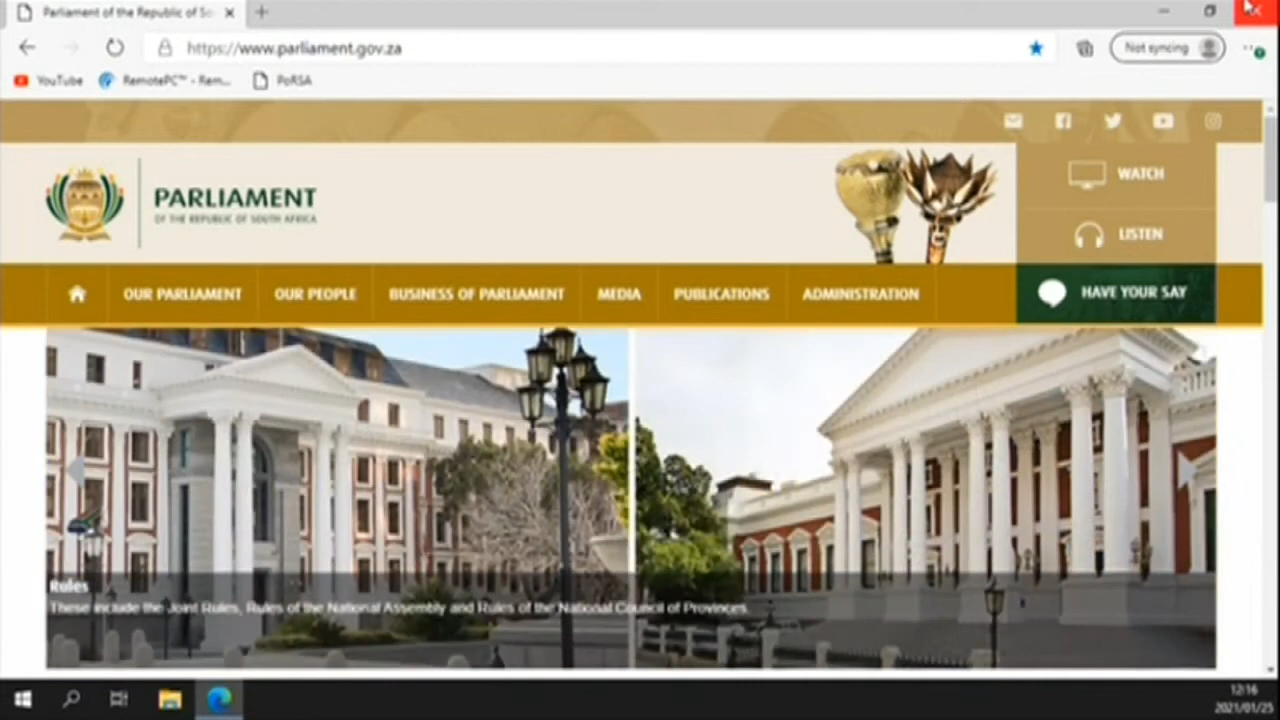 Parliament of the Republic of So
https://www.parliament.gov.za
Not syncing
YouTube
RemotePC™ - Rem...
PoRSA
PARLIAMENT
OF THE REPUBLIC OF SOUTH AFRICA
WATCH
LISTEN
OUR PARLIAMENT
OUR PEOPLE
BUSINESS OF PARLIAMENT
MEDIA
PUBLICATIONS
ADMINISTRATION
HAVE YOUR SAY
Rules
These include the Joint Rules, Rules of the National Assembly and Rules of the National Council of Provinces.
12:16
2021/01/25